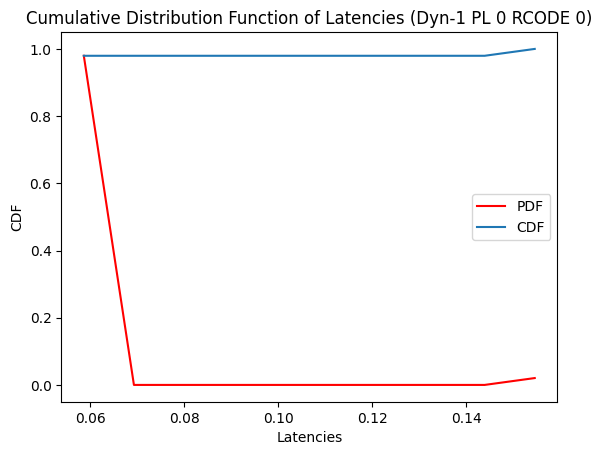 Cumulative Distribution Function of Latencies (Dyn-1 PL 0 RCODE 0)
1.0
0.8
0.6
0.4
0.2
0.0
CDF
PDF
CDF
0.06 0.08 0.10 0.12 0.14
Latencies